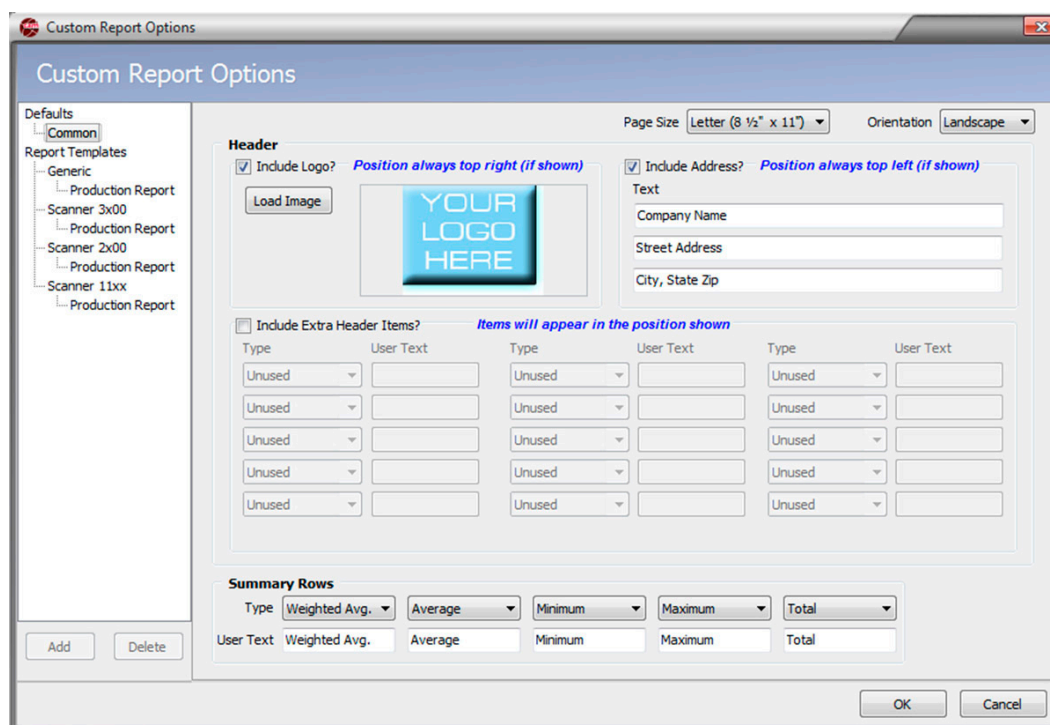 Custom Report Options
Custom Report Options
Defaults
Common
Report Templates
Generic
Production Report
Scanner 3x00
Production Report
Scanner 2x00
Production Report
Scanner 11xx
Production Report
Add Delete
Page Size Letter (8 ½" x 11") Orientation Landscape
Header
Include Logo? Position always top right (if shown)
Load Image
YOUR
LOGO
HERE
Include Address? Position always top left (if shown)
Text
Company Name
Street Address
City, State Zip
Include Extra Header Items? Items will appear in the position shown
Type User Text Type User Text Type User Text
Unused Unused Unused
Unused Unused Unused
Unused Unused Unused
Unused Unused Unused
Unused Unused Unused
Summary Rows
Type Weighted Avg. Average Minimum Maximum Total
User Text Weighted Avg. Average Minimum Maximum Total
OK Cancel